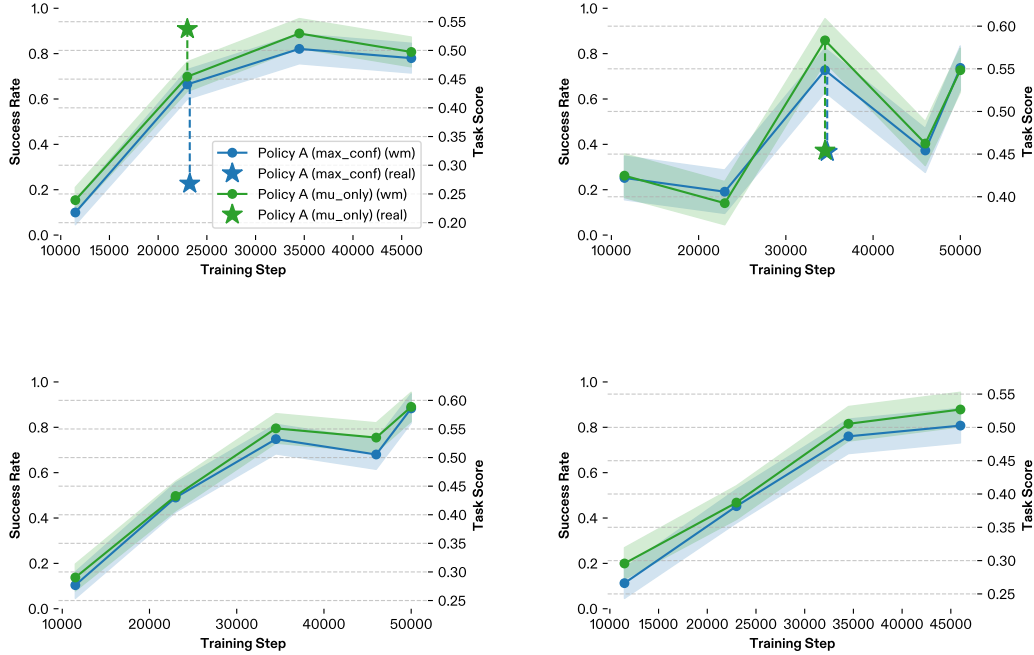 1.0
0.8
0.6
0.4
0.2
0.0
Success Rate
10000 15000 20000 25000 30000 35000 40000 45000
Training Step
0.55
0.50
0.45
0.40
0.35
0.30
0.25
0.20
Task Score
Policy A (max_conf) (wm)
Policy A (max_conf) (real)
Policy A (mu_only) (wm)
Policy A (mu_only) (real)
1.0
0.8
0.6
0.4
0.2
0.0
Success Rate
10000 20000 30000 40000 50000
Training Step
0.60
0.55
0.50
0.45
0.40
Task Score
1.0
0.8
0.6
0.4
0.2
0.0
Success Rate
10000 20000 30000 40000 50000
Training Step
0.60
0.55
0.50
0.45
0.40
0.35
0.30
0.25
Task Score
1.0
0.8
0.6
0.4
0.2
0.0
Success Rate
10000 15000 20000 25000 30000 35000 40000 45000
Training Step
0.55
0.50
0.45
0.40
0.35
0.30
0.25
Task Score